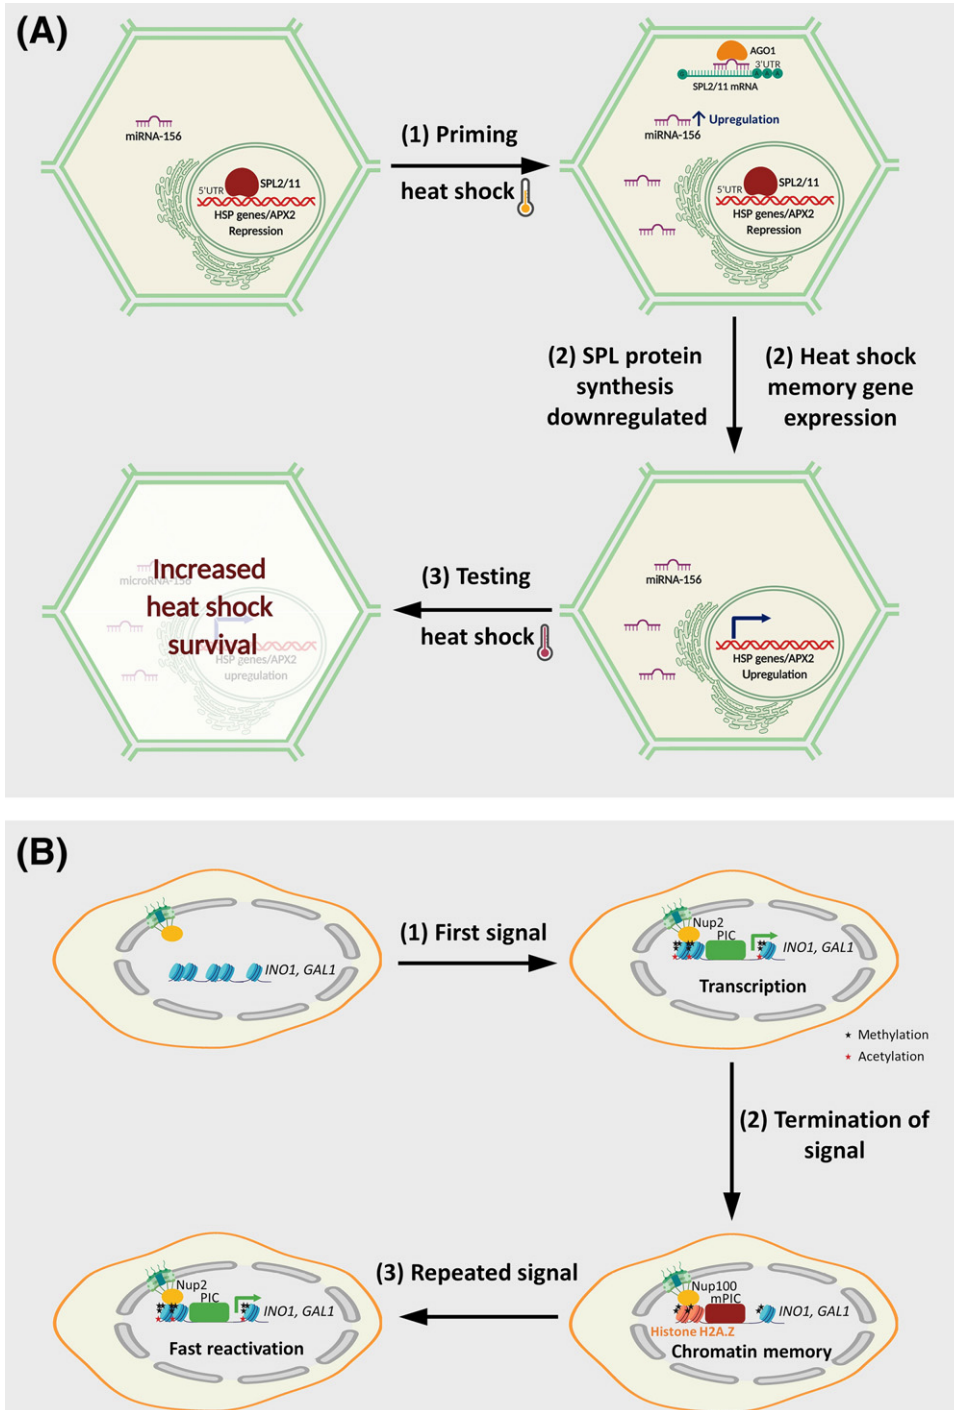 (A)
miRNA-156
5'UTR
SPL2/11
HSP genes/APX2
Repression
(1) Priming
heat shock
AGO1
3'UTR
G
A A A
SPL2/11 mRNA
miRNA-156
Upregulation
5'UTR
SPL2/11
HSP genes/APX2
Repression
(2) SPL protein
synthesis
downregulated
(2) Heat shock
memory gene
expression
miRNA-156
HSP genes/APX2
Upregulation
(3) Testing
heat shock
microRNA-156
Increased
heat shock
survival
HSP genes/APX2
upregulation
(B)
INO1, GAL1
(1) First signal
Nup2
PIC
INO1, GAL1
Transcription
★ Methylation
★ Acetylation
(2) Termination of
signal
Nup100
mPIC
INO1, GAL1
Histone H2A.Z
Chromatin memory
(3) Repeated signal
Nup2
PIC
INO1, GAL1
Fast reactivation